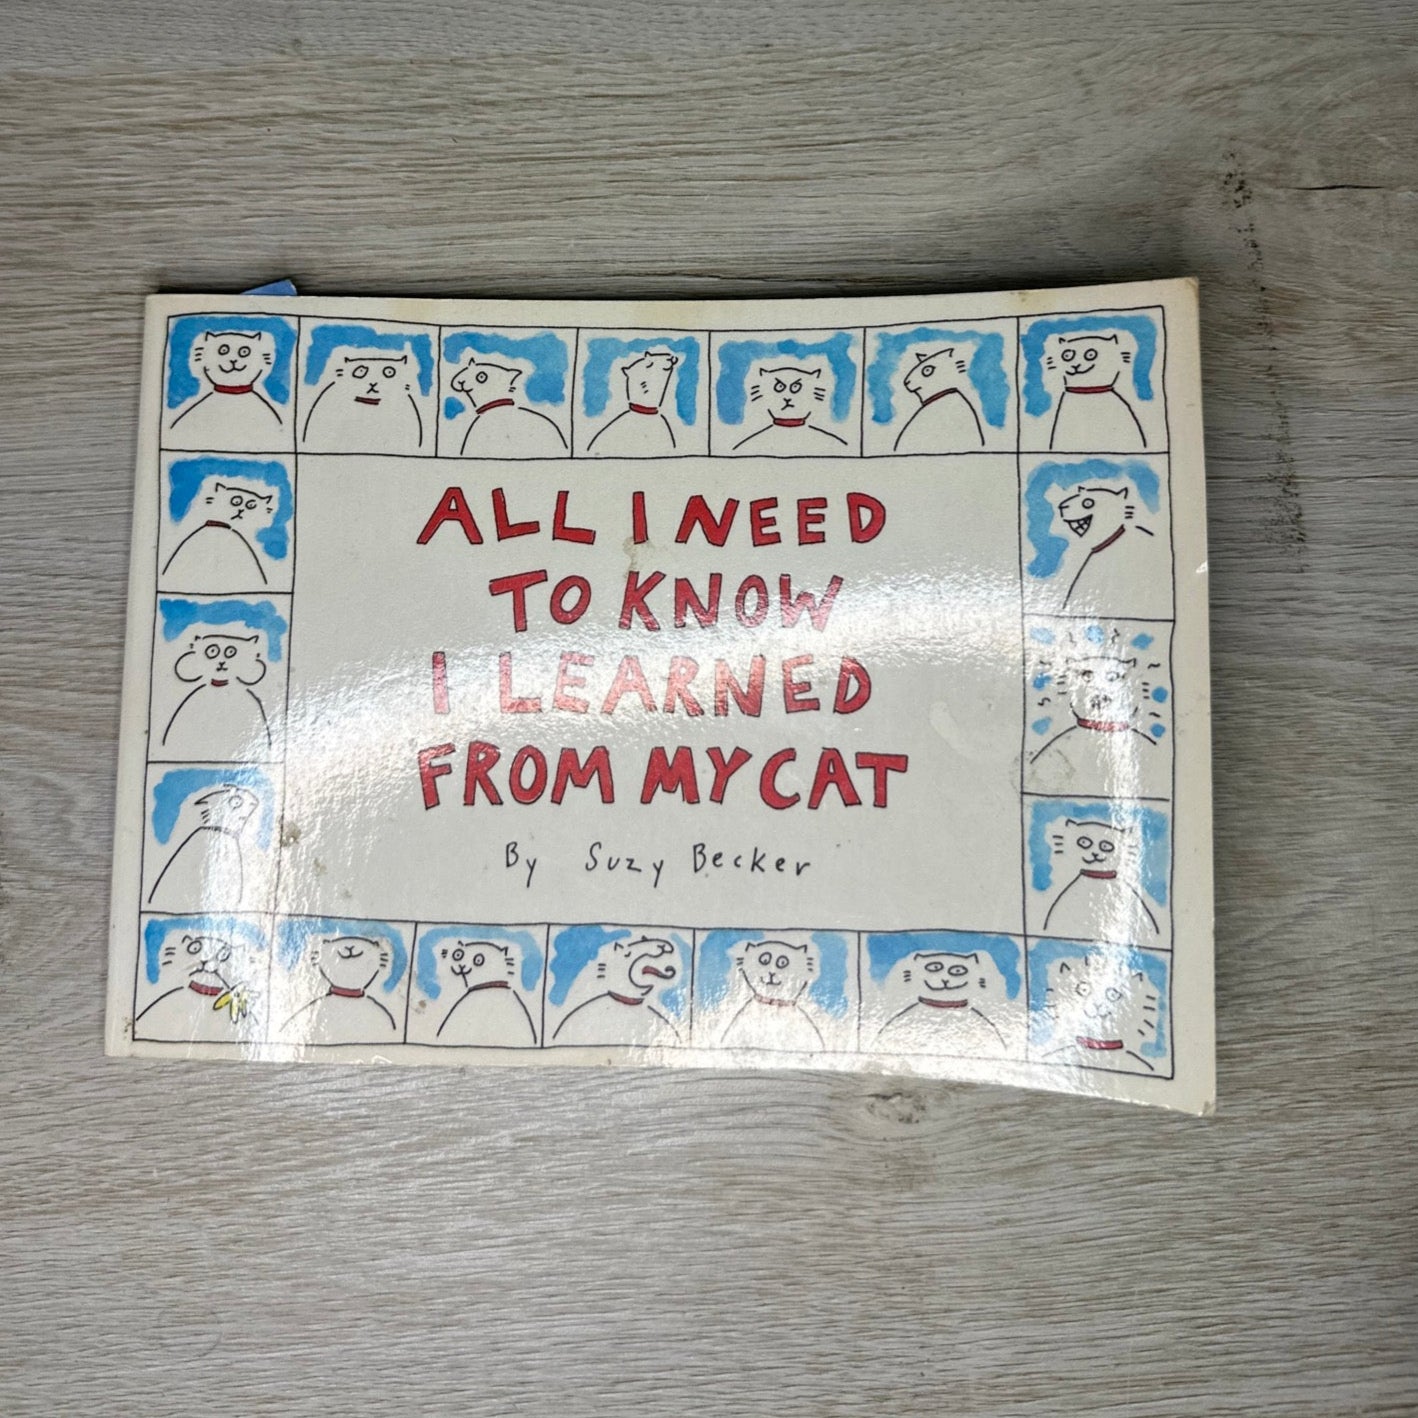 ALL I NEED
TO KNOW
I LEARNED
FROM MY CAT
By Suzy Becker